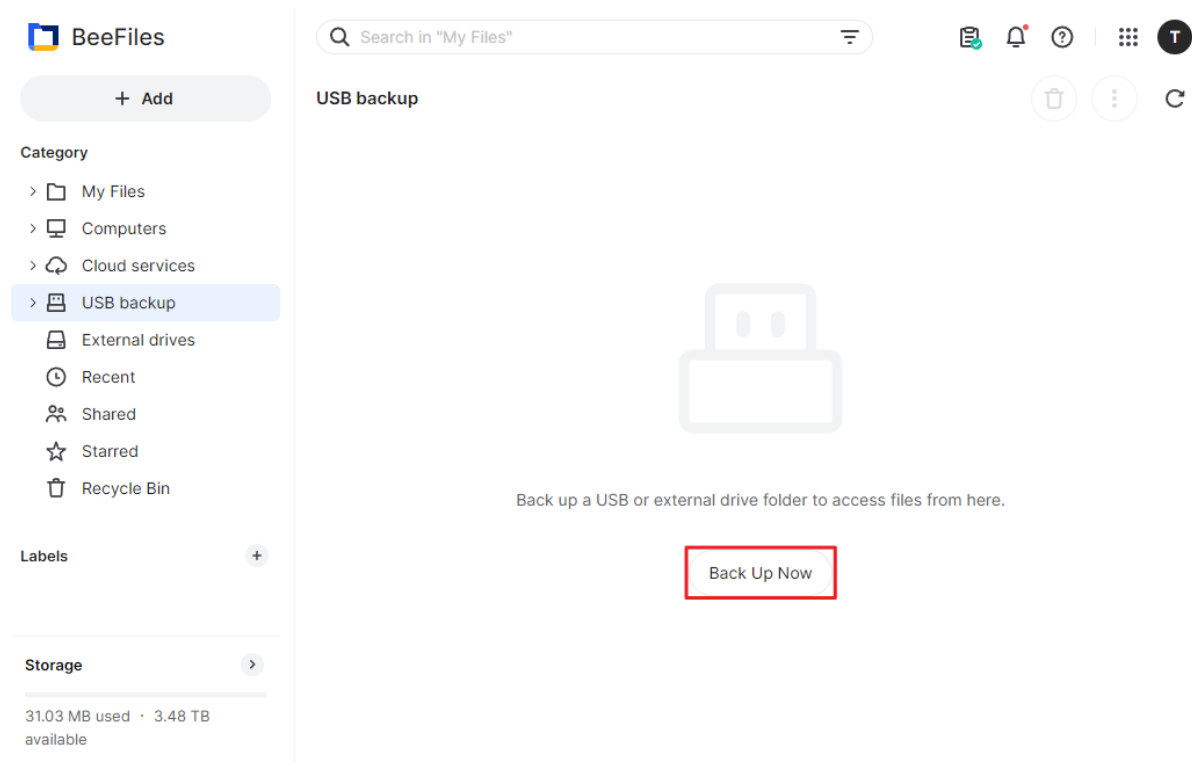 BeeFiles
Search in "My Files"
T
+ Add
USB backup
Category
My Files
Computers
Cloud services
USB backup
External drives
Recent
Shared
Starred
Recycle Bin
Back up a USB or external drive folder to access files from here.
Labels
Back Up Now
Storage
31.03 MB used · 3.48 TB
available